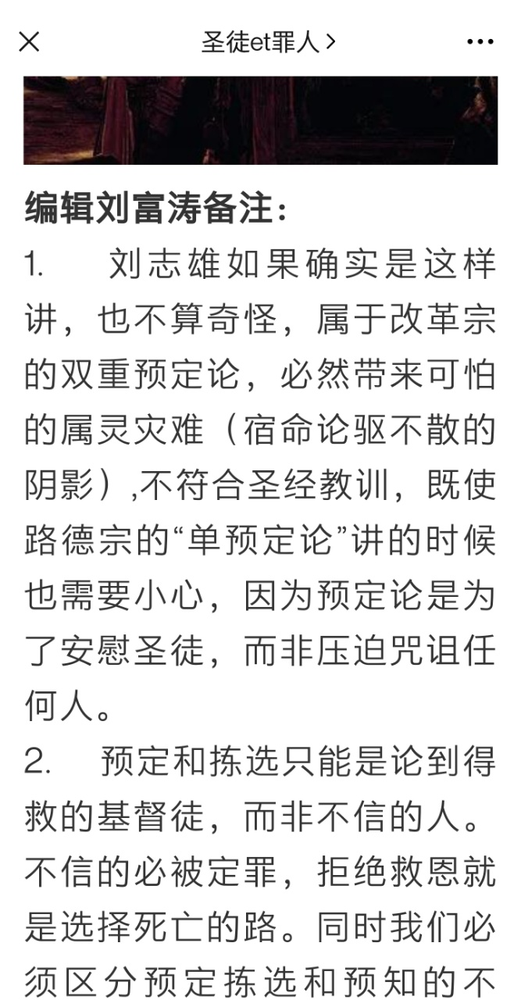 圣徒et罪人
编辑刘富涛备注：
1. 刘志雄如果确实是这样
讲，也不算奇怪，属于改革宗
的双重预定论，必然带来可怕
的属灵灾难（宿命论驱不散的
阴影）,不符合圣经教训，既使
路德宗的“单预定论”讲的时候
也需要小心，因为预定论是为
了安慰圣徒，而非压迫咒诅任
何人。
2. 预定和拣选只能是论到得
救的基督徒，而非不信的人。
不信的必被定罪，拒绝救恩就
是选择死亡的路。同时我们必
须区分预定拣选和预知的不